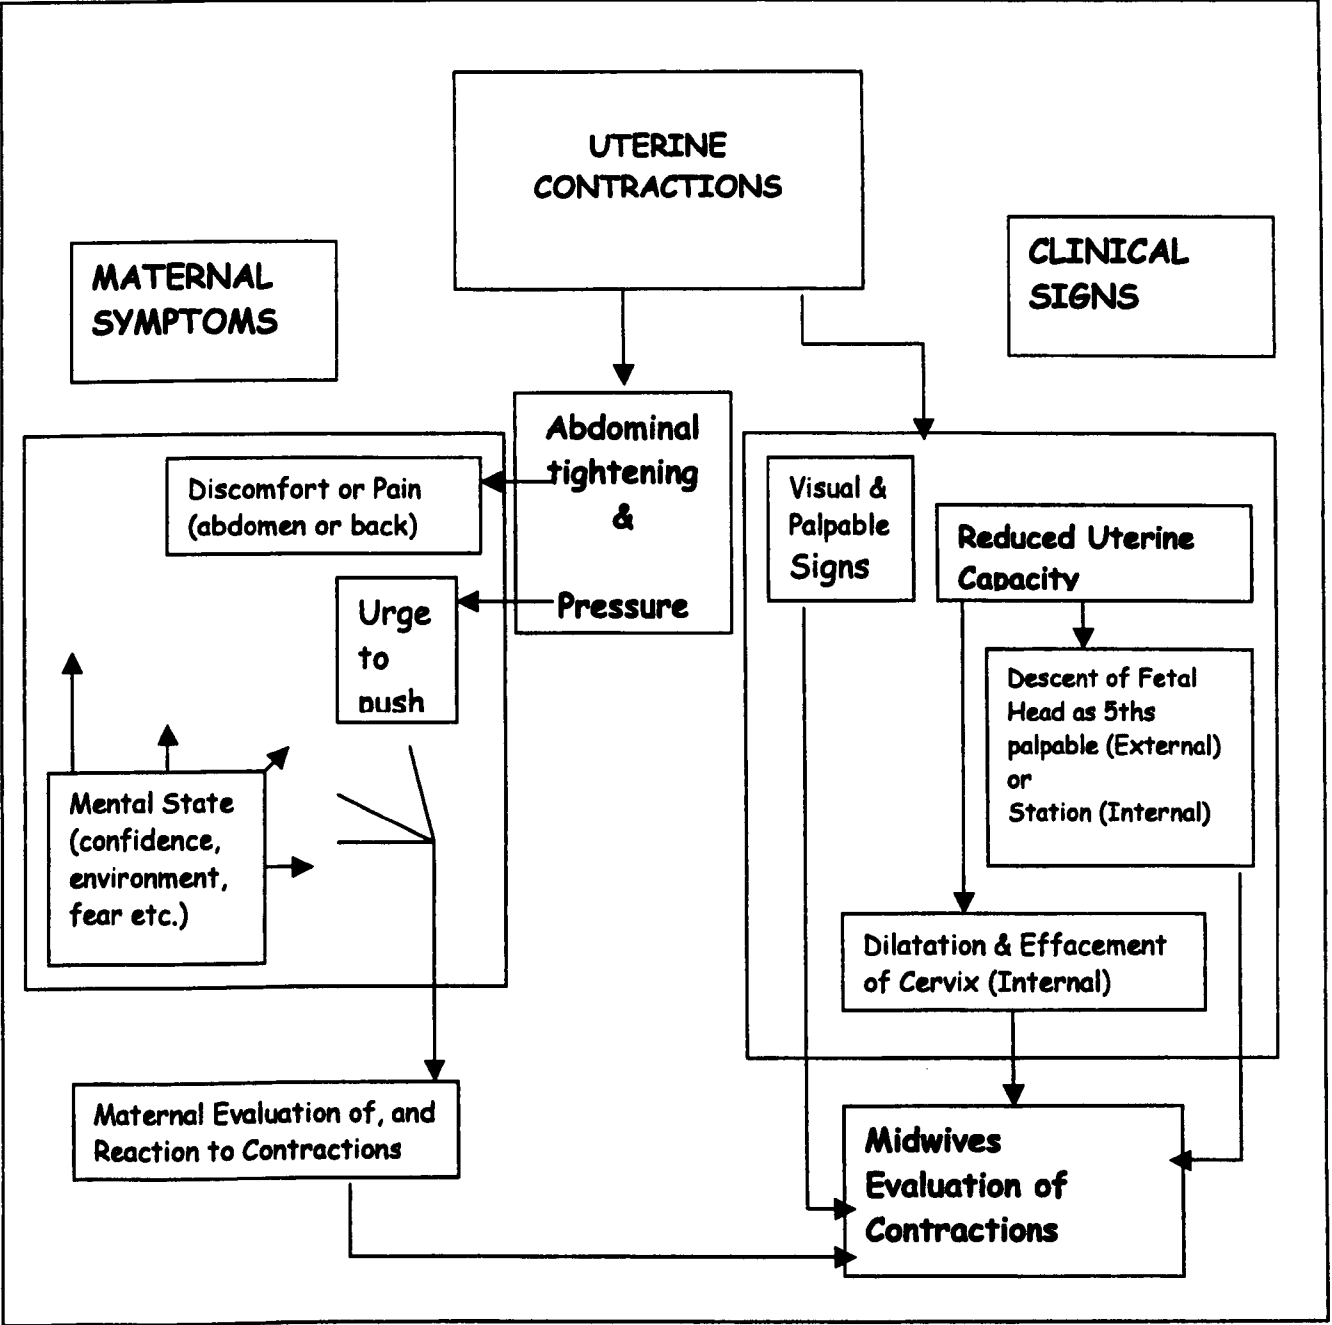 UTERINE
CONTRACTIONS
MATERNAL
SYMPTOMS
CLINICAL
SIGNS
Abdominal
tightening
&
Pressure
Discomfort or Pain
(abdomen or back)
Urge
to
push
Mental State
(confidence,
environment,
fear etc.)
Maternal Evaluation of, and
Reaction to Contractions
Visual &
Palpable
Signs
Reduced Uterine
Capacity
Descent of Fetal
Head as 5ths
palpable (External)
or
Station (Internal)
Dilatation & Effacement
of Cervix (Internal)
Midwives
Evaluation of
Contractions